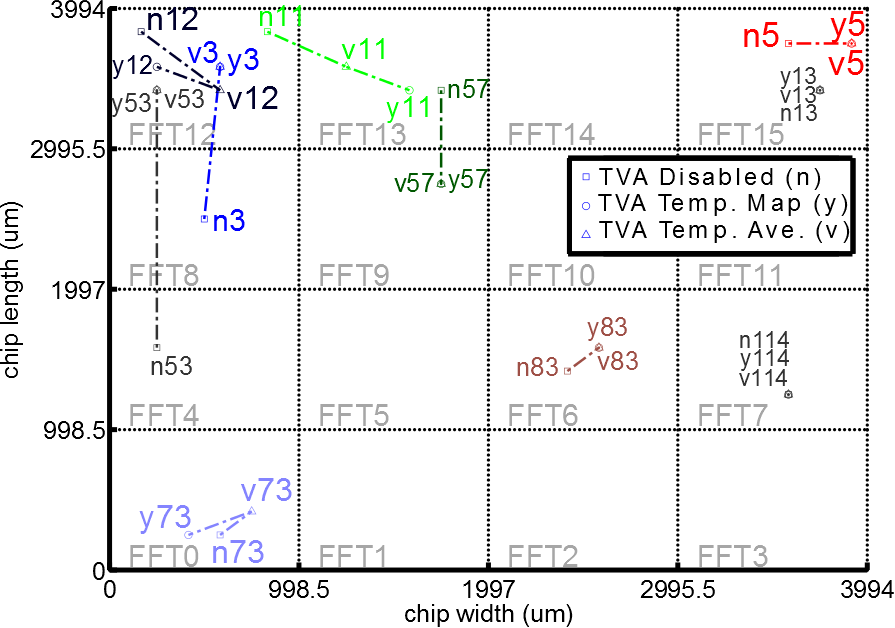 3994
n12
n11
v3
y3
n5
y5
v5
y12
v12
v11
y11
y53
v53
n57
y13
v13
n13
FFT12
FFT13
FFT14
FFT15
2995.5
v57
y57
TVA Disabled (n)
TVA Temp. Map (y)
TVA Temp. Ave. (v)
n3
FFT8
FFT9
FFT10
FFT11
1997
chip length (um)
n53
y83
n83
v83
n114
y114
v114
FFT4
FFT5
FFT6
FFT7
998.5
v73
y73
n73
FFT0
FFT1
FFT2
FFT3
0
0
998.5
1997
2995.5
3994
chip width (um)